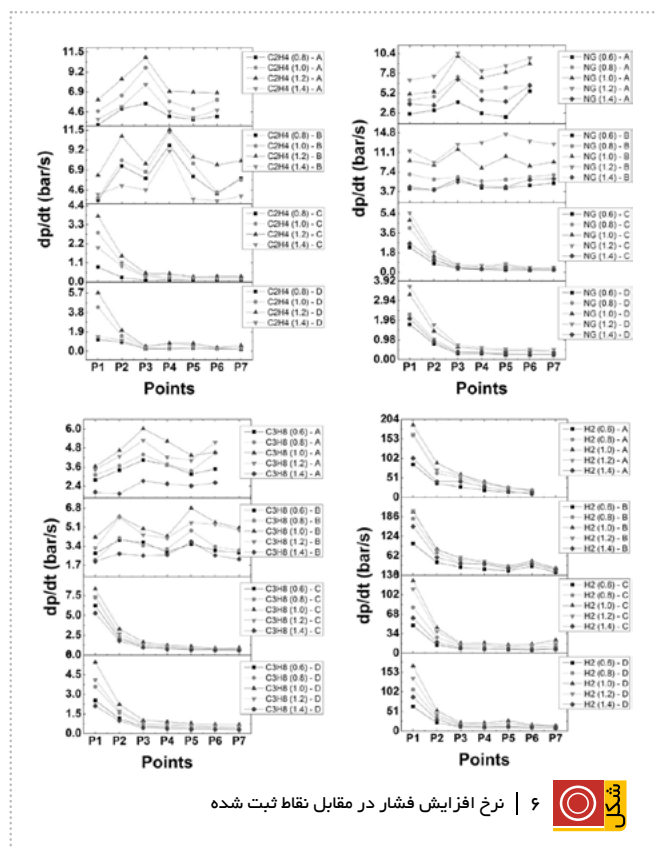 11.5
9.2
6.9
4.6
C2H4 (0.8) - A
C2H4 (1.0) - A
C2H4 (1.2) - A
C2H4 (1.4) - A
11.5
9.2
6.9
4.6
C2H4 (0.8) - B
C2H4 (1.0) - B
C2H4 (1.2) - B
C2H4 (1.4) - B
4.4
3.3
2.2
1.1
0.0
C2H4 (0.8) - C
C2H4 (1.0) - C
C2H4 (1.2) - C
C2H4 (1.4) - C
5.7
3.8
1.9
0.0
C2H4 (0.8) - D
C2H4 (1.0) - D
C2H4 (1.2) - D
C2H4 (1.4) - D
dp/dt (bar/s)
P1 P2 P3 P4 P5 P6 P7
Points
10.4
7.8
5.2
2.6
NG (0.6) - A
NG (0.8) - A
NG (1.0) - A
NG (1.2) - A
NG (1.4) - A
14.8
11.1
7.4
3.7
NG (0.6) - B
NG (0.8) - B
NG (1.0) - B
NG (1.2) - B
NG (1.4) - B
5.4
3.6
1.8
0.0
NG (0.6) - C
NG (0.8) - C
NG (1.0) - C
NG (1.2) - C
NG (1.4) - C
3.92
2.94
1.96
0.98
0.00
NG (0.6) - D
NG (0.8) - D
NG (1.0) - D
NG (1.2) - D
NG (1.4) - D
dp/dt (bar/s)
P1 P2 P3 P4 P5 P6 P7
Points
6.0
4.8
3.6
2.4
C3H8 (0.6) - A
C3H8 (0.8) - A
C3H8 (1.0) - A
C3H8 (1.2) - A
C3H8 (1.4) - A
6.8
5.1
3.4
1.7
C3H8 (0.6) - B
C3H8 (0.8) - B
C3H8 (1.0) - B
C3H8 (1.2) - B
C3H8 (1.4) - B
7.5
5.0
2.5
0.0
C3H8 (0.6) - C
C3H8 (0.8) - C
C3H8 (1.0) - C
C3H8 (1.2) - C
C3H8 (1.4) - C
4.5
3.0
1.5
0.0
C3H8 (0.6) - D
C3H8 (0.8) - D
C3H8 (1.0) - D
C3H8 (1.2) - D
C3H8 (1.4) - D
dp/dt (bar/s)
P1 P2 P3 P4 P5 P6 P7
Points
204
153
102
51
0
H2 (0.6) - A
H2 (0.8) - A
H2 (1.0) - A
H2 (1.2) - A
H2 (1.4) - A
186
124
62
H2 (0.6) - B
H2 (0.8) - B
H2 (1.0) - B
H2 (1.2) - B
H2 (1.4) - B
138
102
68
34
0
H2 (0.6) - C
H2 (0.8) - C
H2 (1.0) - C
H2 (1.2) - C
H2 (1.4) - C
153
102
51
0
H2 (0.6) - D
H2 (0.8) - D
H2 (1.0) - D
H2 (1.2) - D
H2 (1.4) - D
dp/dt (bar/s)
P1 P2 P3 P4 P5 P6 P7
Points
شکل
۶ | نرخ افزایش فشار در مقابل نقاط ثبت شده